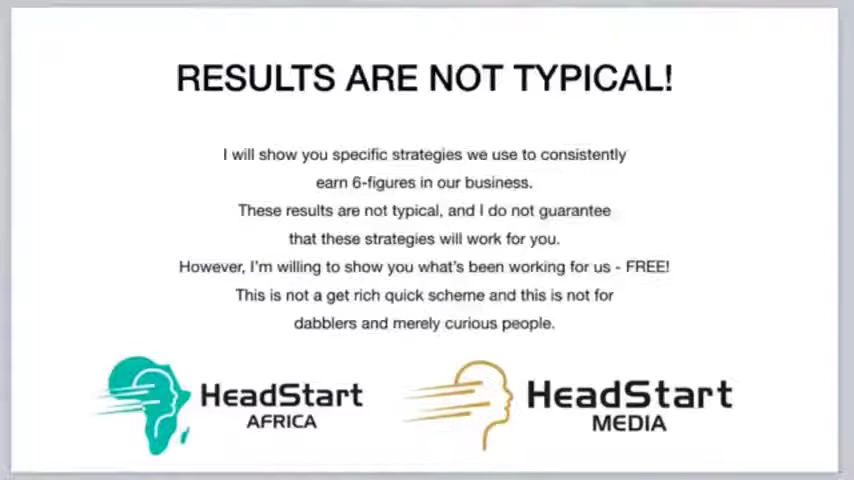 RESULTS ARE NOT TYPICAL!
I will show you specific strategies we use to consistently
earn 6-figures in our business.
These results are not typical, and I do not guarantee
that these strategies will work for you.
However, I'm willing to show you what's been working for us - FREE!
This is not a get rich quick scheme and this is not for
dabblers and merely curious people.
HeadStart
AFRICA
HeadStart
MEDIA